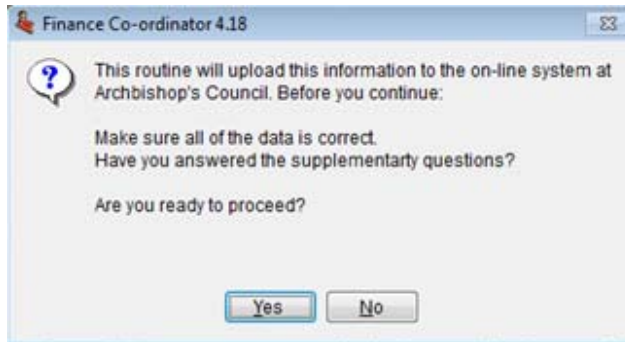 Finance Co-ordinator 4.18
This routine will upload this information to the on-line system at
Archbishop's Council. Before you continue:
Make sure all of the data is correct.
Have you answered the supplementarty questions?
Are you ready to proceed?
Yes
No